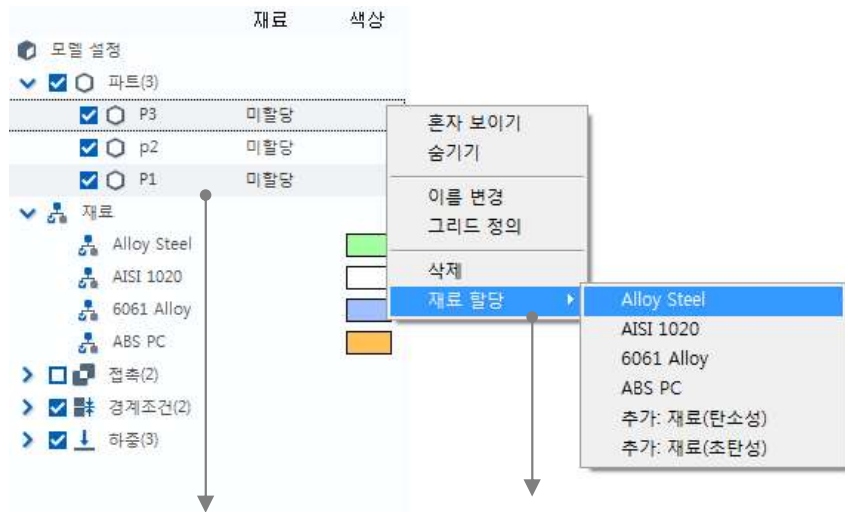 재료 색상
모델 설정
파트(3)
P3 미할당
p2 미할당
P1 미할당
재료
Alloy Steel
AISI 1020
6061 Alloy
ABS PC
접촉(2)
경계조건(2)
하중(3)
혼자 보이기
숨기기
이름 변경
그리드 정의
삭제
재료 할당
Alloy Steel
AISI 1020
6061 Alloy
ABS PC
추가: 재료(탄소성)
추가: 재료(초탄성)